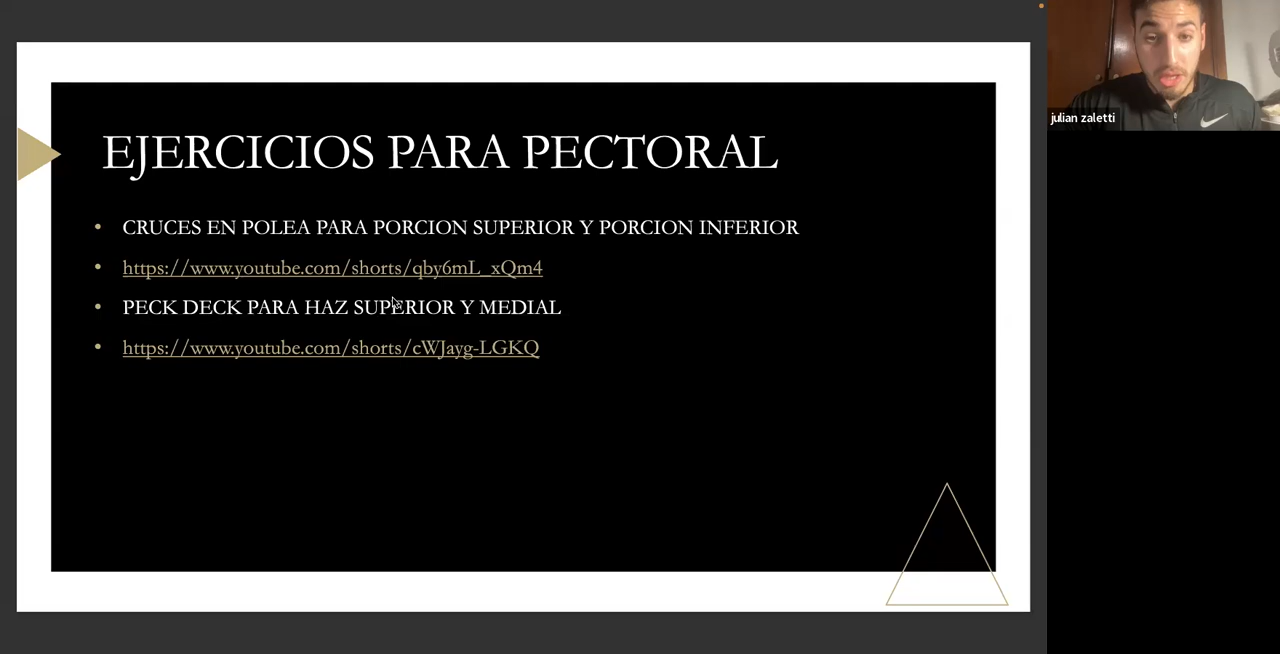 EJERCICIOS PARA PECTORAL
• CRUCES EN POLEA PARA PORCION SUPERIOR Y PORCION INFERIOR
• https://www.youtube.com/shorts/qby6mL_xQm4
• PECK DECK PARA HAZ SUPERIOR Y MEDIAL
• https://www.youtube.com/shorts/cWJayg-LGKQ
julian zaletti